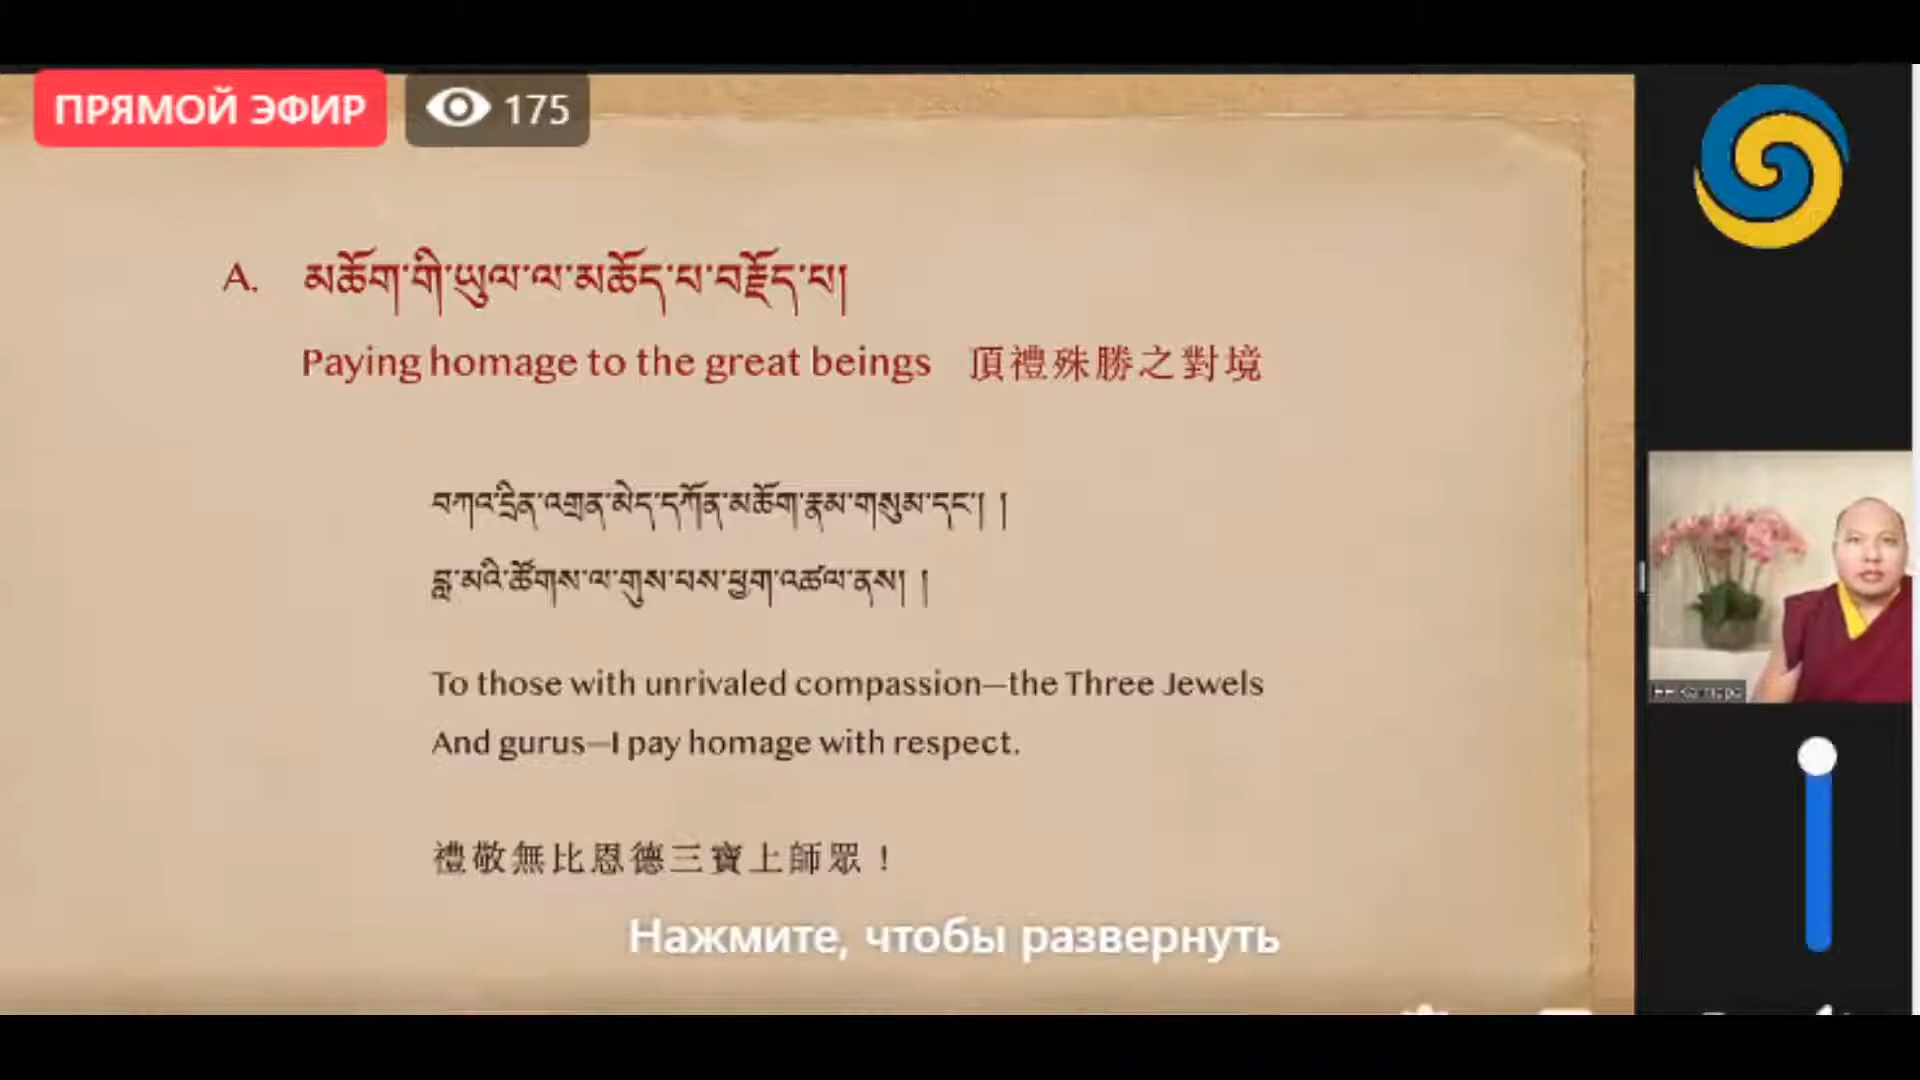 ПРЯМОЙ ЭФИР
175
A. མཆོག་གི་ཡུལ་ལ་མཆོད་པ་བརྗོད་པ།
Paying homage to the great beings 頂禮殊勝之對境
བཀའ་དྲིན་འགྲན་མེད་དཀོན་མཆོག་རྣམ་གསུམ་དང་། །
བླ་མའི་ཚོགས་ལ་གུས་པས་ཕྱག་འཚལ་ནས། །
To those with unrivaled compassion—the Three Jewels
And gurus—I pay homage with respect.
禮敬無比恩德三寶上師眾！
Нажмите, чтобы развернуть